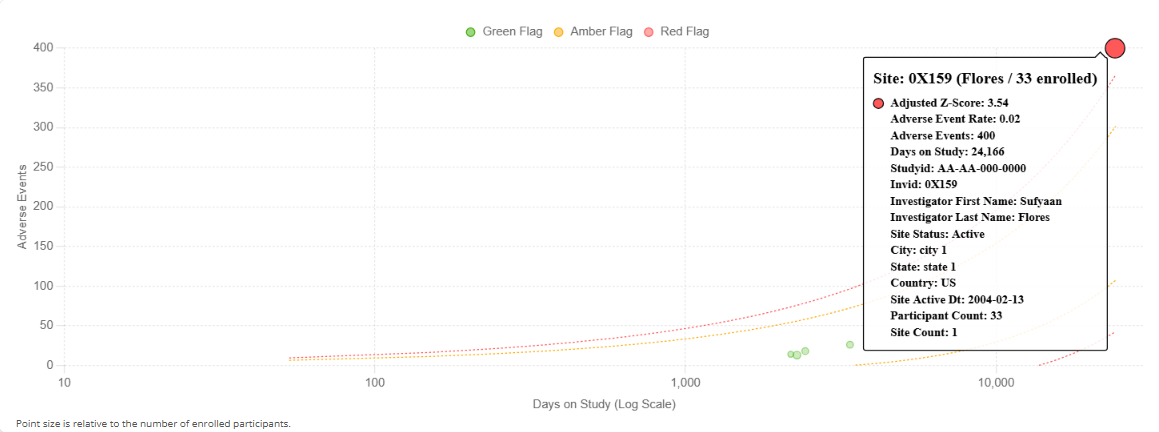 Green Flag Amber Flag Red Flag
400
350
300
250
200
150
100
50
0
Adverse Events
10 100 1,000 10,000
Days on Study (Log Scale)
Site: 0X159 (Flores / 33 enrolled)
Adjusted Z-Score: 3.54
Adverse Event Rate: 0.02
Adverse Events: 400
Days on Study: 24,166
Studyid: AA-AA-000-0000
Invid: 0X159
Investigator First Name: Sufyaan
Investigator Last Name: Flores
Site Status: Active
City: city 1
State: state 1
Country: US
Site Active Dt: 2004-02-13
Participant Count: 33
Site Count: 1
Point size is relative to the number of enrolled participants.